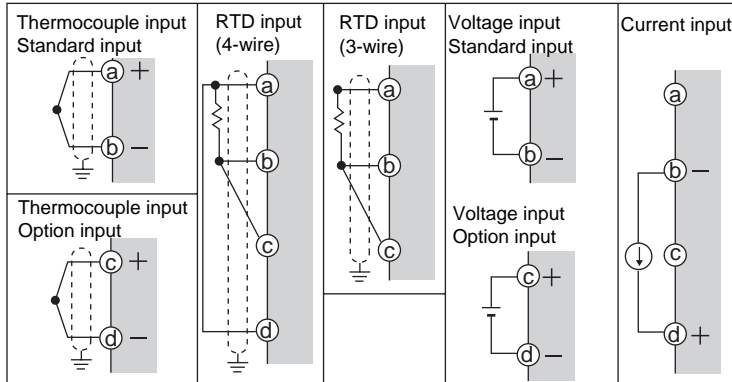 Thermocouple input
Standard input
a +
b −
Thermocouple input
Option input
c +
d −
RTD input
(4-wire)
a
b
c
d
RTD input
(3-wire)
a
b
c
Voltage input
Standard input
a +
b −
Voltage input
Option input
c +
d −
Current input
a
b −
c
d +